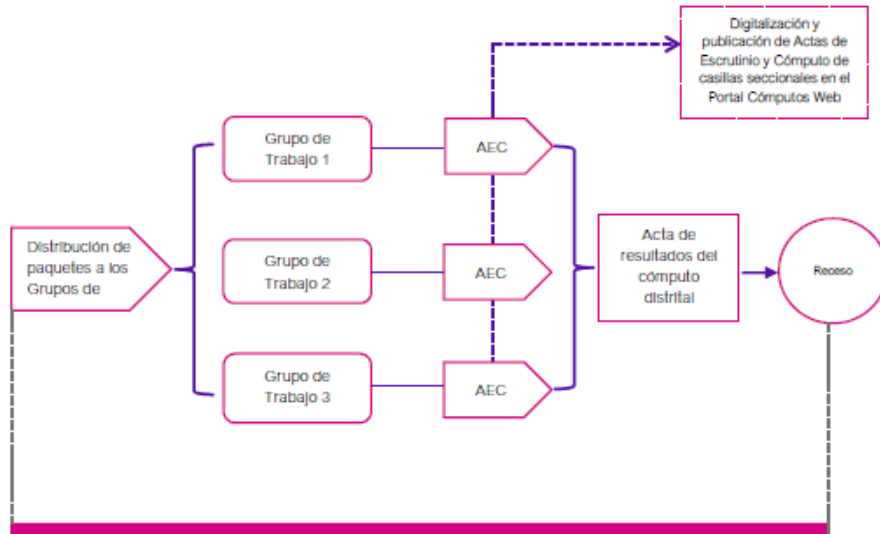 Digitalización y
publicación de Actas de
Escrutinio y Cómputo de
casillas seccionales en el
Portal Cómputos Web
Grupo de
Trabajo 1
AEC
Distribución de
paquetes a los
Grupos de
Grupo de
Trabajo 2
AEC
Acta de
resultados del
cómputo
distrital
Receso
Grupo de
Trabajo 3
AEC